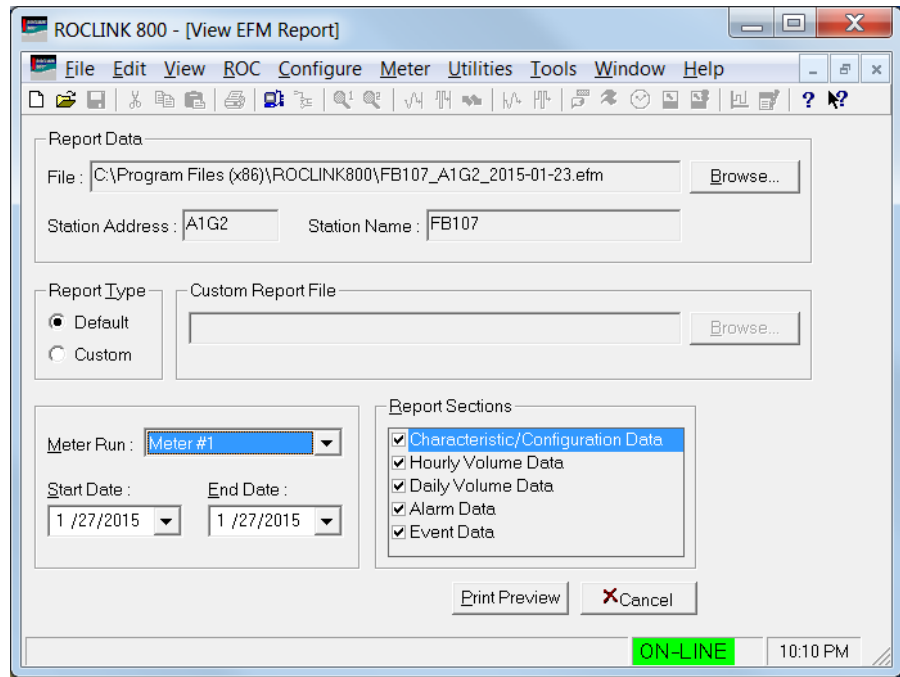 ROCLINK 800 - [View EFM Report]
File Edit View ROC Configure Meter Utilities Tools Window Help
Report Data
File : C:\Program Files (x86)\ROCLINK800\FB107_A1G2_2015-01-23.efm Browse...
Station Address : A1G2 Station Name : FB107
Report Type Custom Report File
Default
Browse...
Custom
Report Sections
Meter Run : Meter #1
Characteristic/Configuration Data
Hourly Volume Data
Start Date : End Date :
Daily Volume Data
1 /27/2015 1 /27/2015
Alarm Data
Event Data
Print Preview Cancel
ON-LINE 10:10 PM